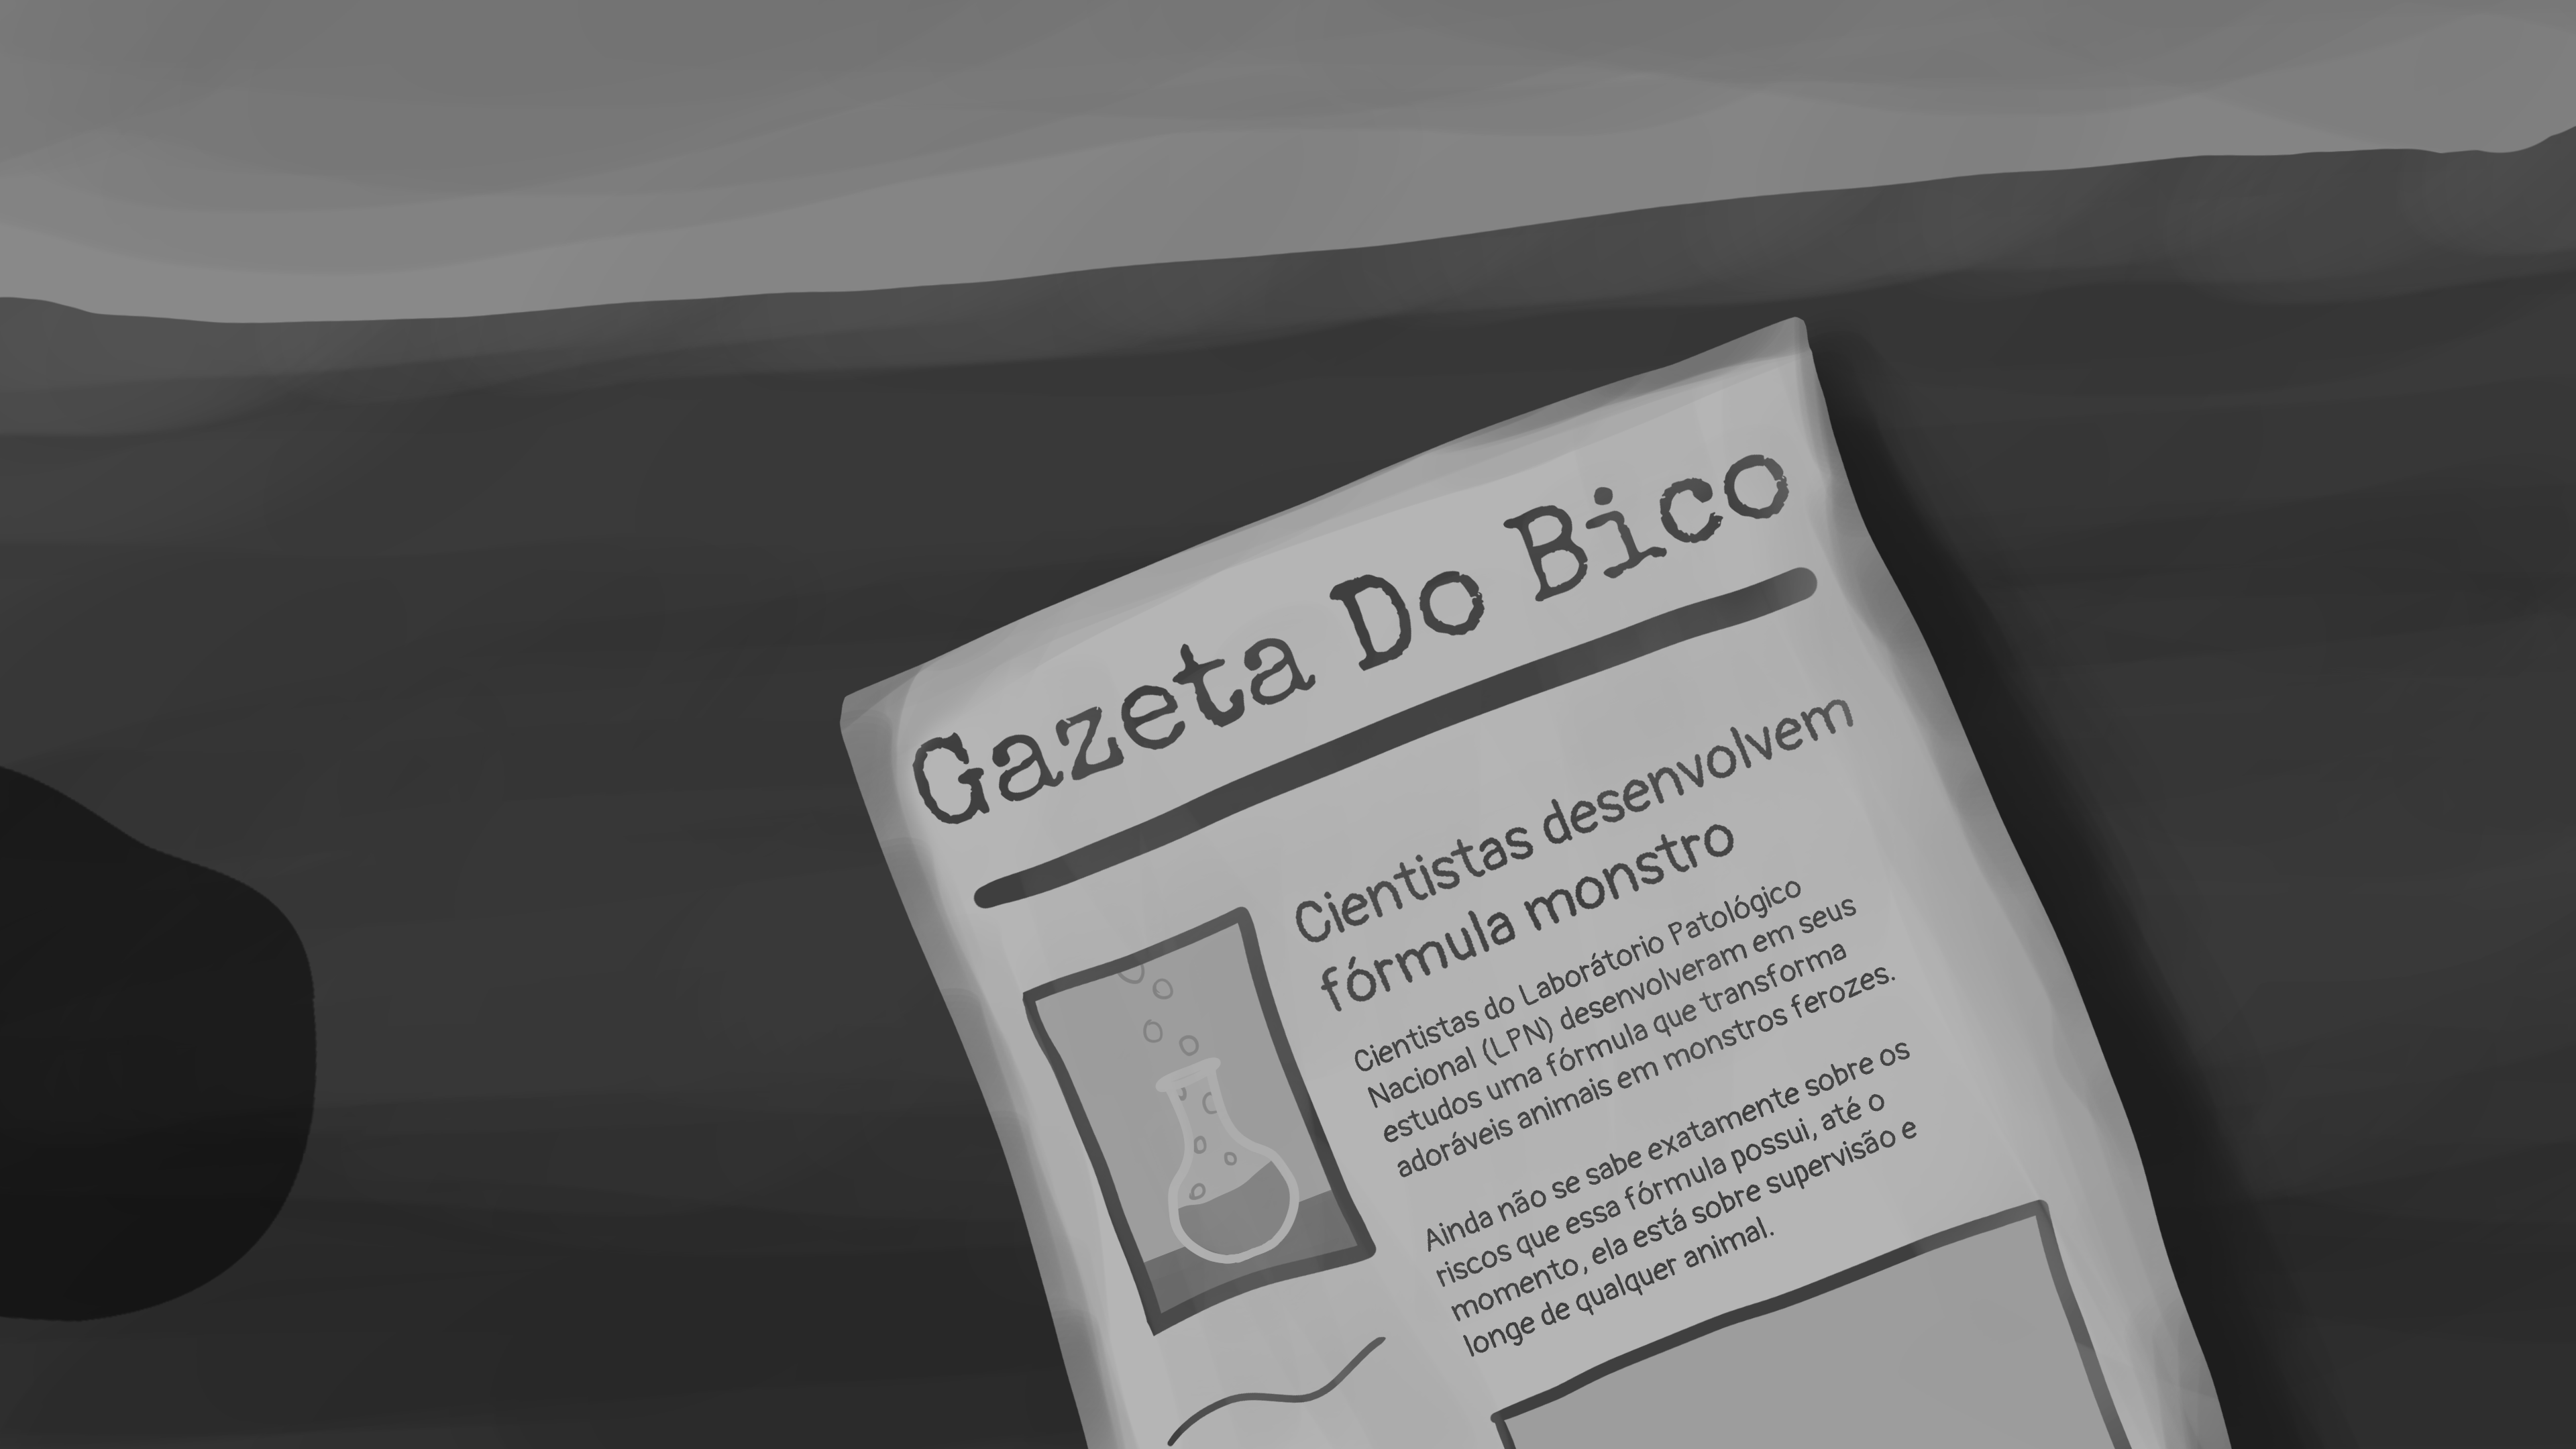 Gazeta Do Bico
Cientistas desenvolvem
fórmula monstro
Cientistas do Laborátorio Patológico
Nacional (LPN) desenvolveram em seus
estudos uma fórmula que transforma
adoráveis animais em monstros ferozes.
Ainda não se sabe exatamente sobre os
riscos que essa fórmula possui, até o
momento, ela está sobre supervisão e
longe de qualquer animal.